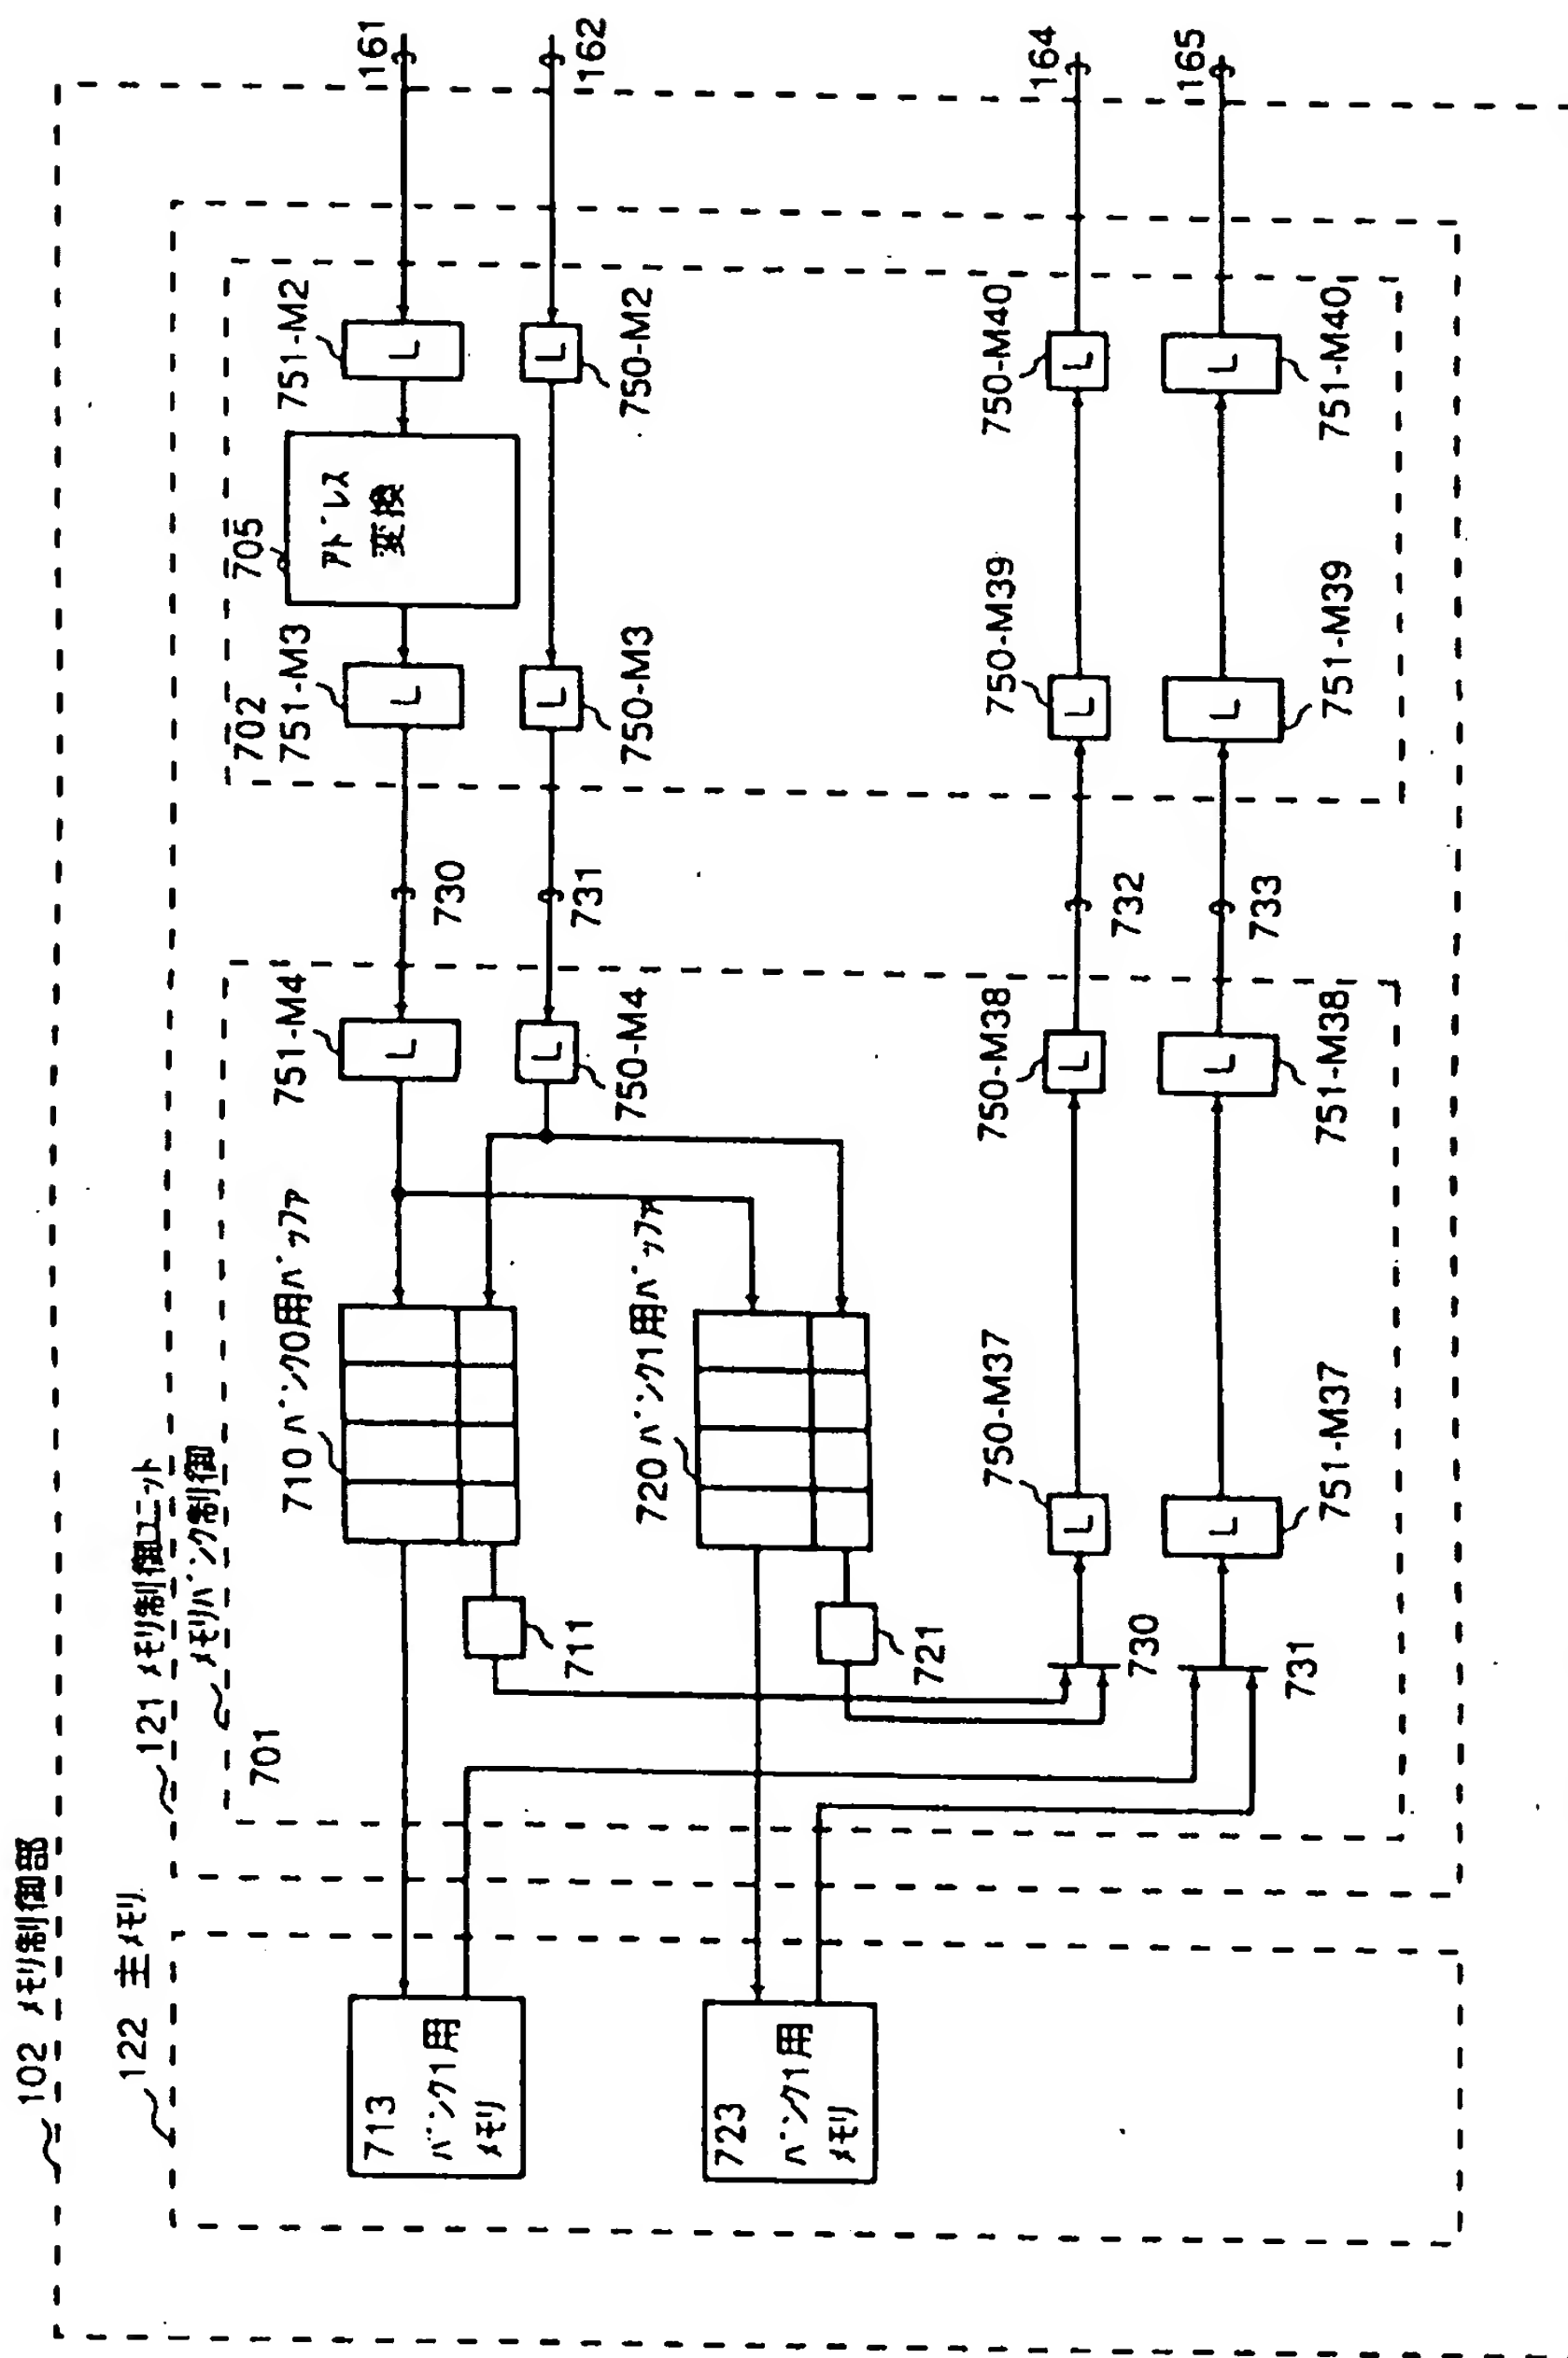 102 メモリ制御部
122 主メモリ
121 メモリ制御ユニット
メモリバンク制御
701
702
161
162
164
165
751-M2
750-M2
705
アドレス
変換
751-M3
750-M3
730
731
751-M4
750-M4
710 バンク0用バッファ
720 バンク1用バッファ
711
721
713
バンク1用
メモリ
723
バンク1用
メモリ
730
731
750-M37
751-M37
750-M38
751-M38
732
733
750-M39
751-M39
750-M40
751-M40
L
L
L
L
L
L
L
L
L
L
L
L
L
L